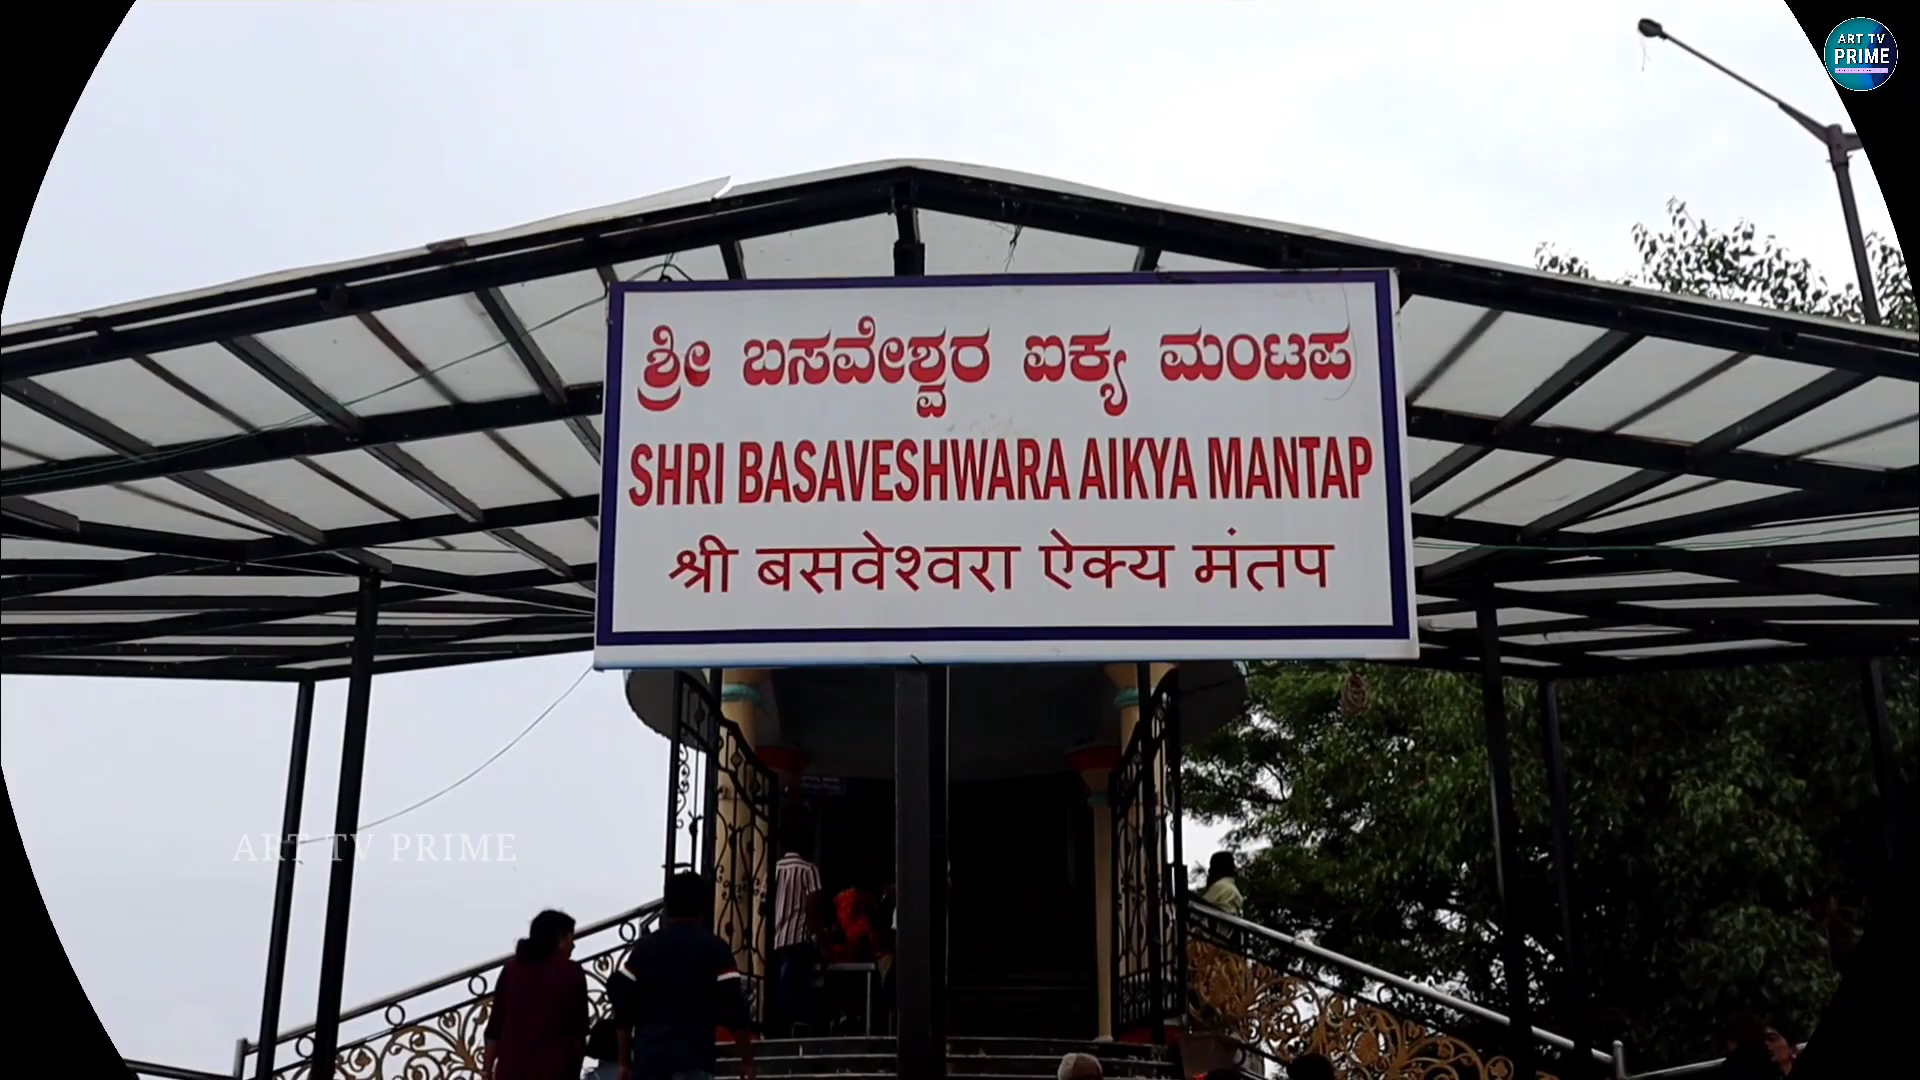 ART TV
PRIME
ಶ್ರೀ ಬಸವೇಶ್ವರ ಐಕ್ಯ ಮಂಟಪ
SHRI BASAVESHWARA AIKYA MANTAP
श्री बसवेश्वरा ऐक्य मंतप
ART TV PRIME